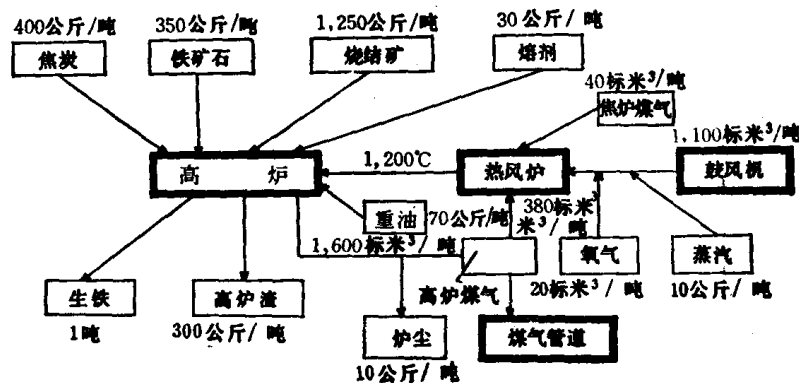 400公斤/吨
350公斤/吨
1,250公斤/吨
30公斤/吨
焦炭
铁矿石
烧结矿
熔剂
40标米³/吨
焦炉煤气
1,100标米³/吨
高 炉
1,200℃
热风炉
鼓风机
重油
70公斤/吨
380标米³
米³/吨
1,600标米³/吨
氧气
蒸汽
生铁
高炉渣
高炉煤气
20标米³/吨
10公斤/吨
1吨
300公斤/吨
炉尘
煤气管道
10公斤/吨